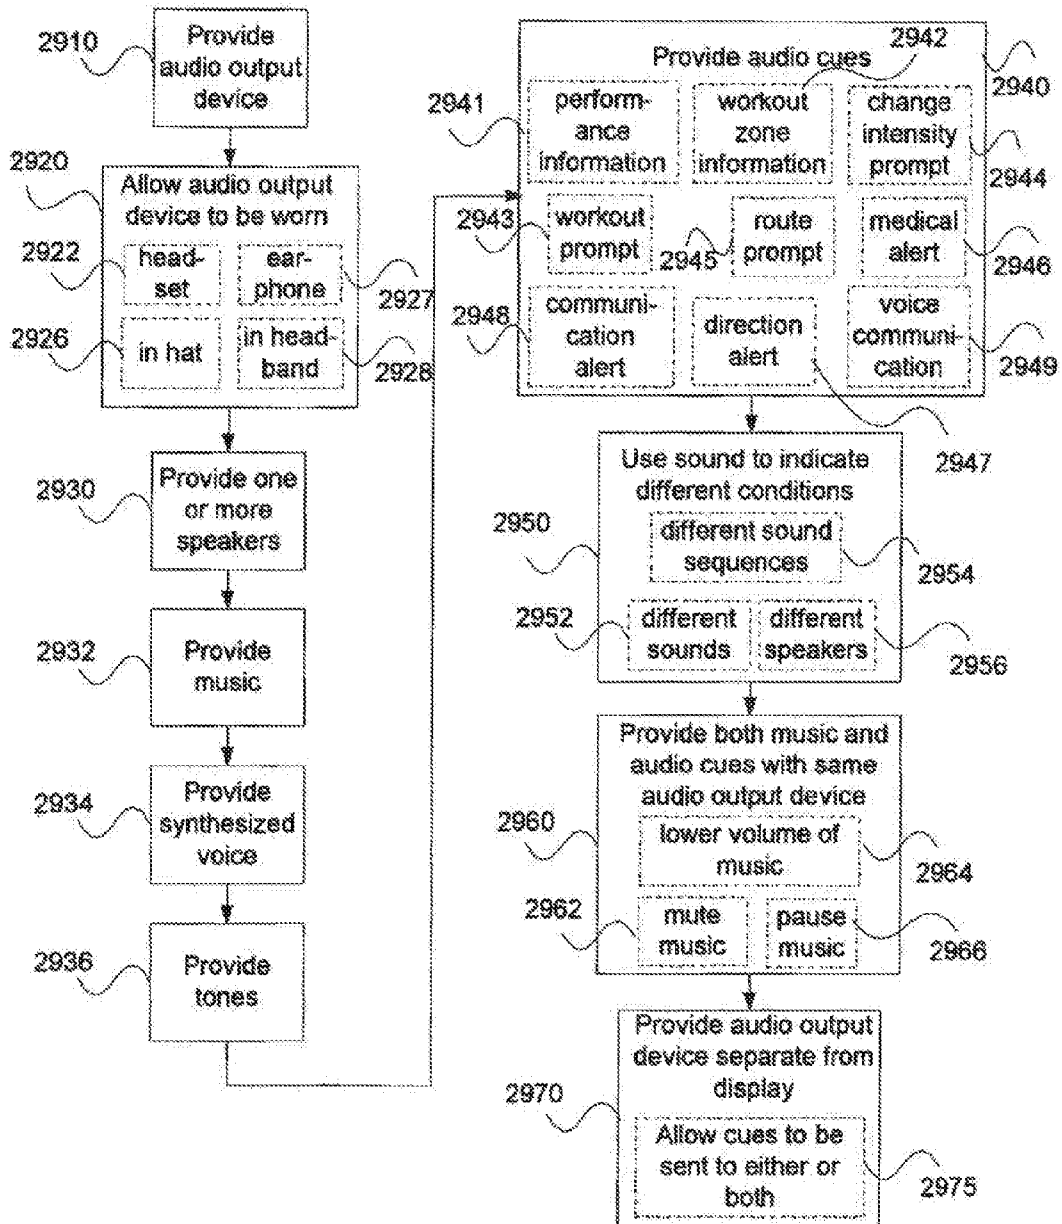 2910
Provide
audio output
device
2920
Allow audio output
device to be worn
2922
head-
set
ear-
phone
2927
2926
in hat
in head-
band
2928
2930
Provide one
or more
speakers
2932
Provide
music
2934
Provide
synthesized
voice
2936
Provide
tones
2942
Provide audio cues
2940
2941
perform-
ance
information
workout
zone
information
change
intensity
prompt
2944
2943
workout
prompt
2945
route
prompt
medical
alert
2946
2948
communi-
cation
alert
direction
alert
voice
communi-
cation
2949
2947
Use sound to indicate
different conditions
2950
different sound
sequences
2954
2952
different
sounds
different
speakers
2956
Provide both music and
audio cues with same
audio output device
2960
lower volume of
music
2964
2962
mute
music
pause
music
2966
Provide audio output
device separate from
display
2970
Allow cues to be
sent to either or
both
2975